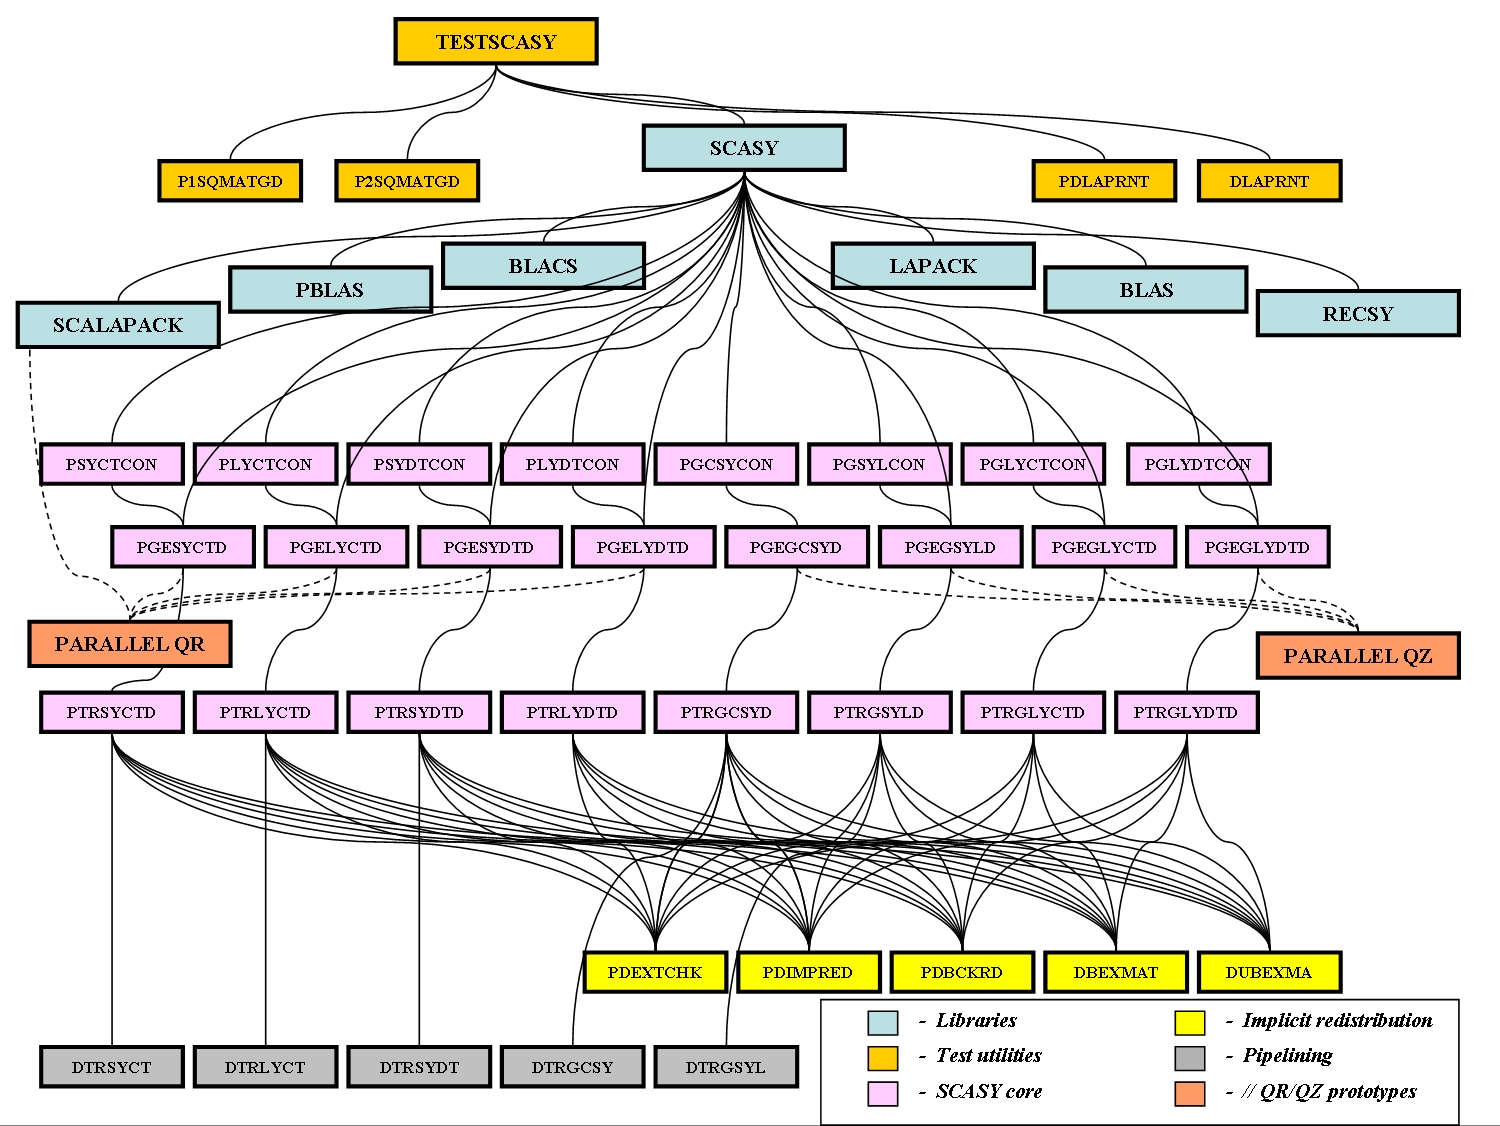 TESTSCASY
SCASY
P1SQMATGD
P2SQMATGD
PDLAPRNT
DLAPRNT
BLACS
LAPACK
PBLAS
BLAS
SCALAPACK
RECSY
PSYCTCON
PLYCTCON
PSYDTCON
PLYDTCON
PGCSYCON
PGSYLCON
PGLYCTCON
PGLYDTCON
PGESYCTD
PGELYCTD
PGESYDTD
PGELYDTD
PGEGCSYD
PGEGSYLD
PGEGLYCTD
PGEGLYDTD
PARALLEL QR
PARALLEL QZ
PTRSYCTD
PTRLYCTD
PTRSYDTD
PTRLYDTD
PTRGCSYD
PTRGSYLD
PTRGLYCTD
PTRGLYDTD
PDEXTCHK
PDIMPRED
PDBCKRD
DBEXMAT
DUBEXMA
DTRSYCT
DTRLYCT
DTRSYDT
DTRGCSY
DTRGSYL
- Libraries
- Test utilities
- SCASY core
- Implicit redistribution
- Pipelining
- // QR/QZ prototypes